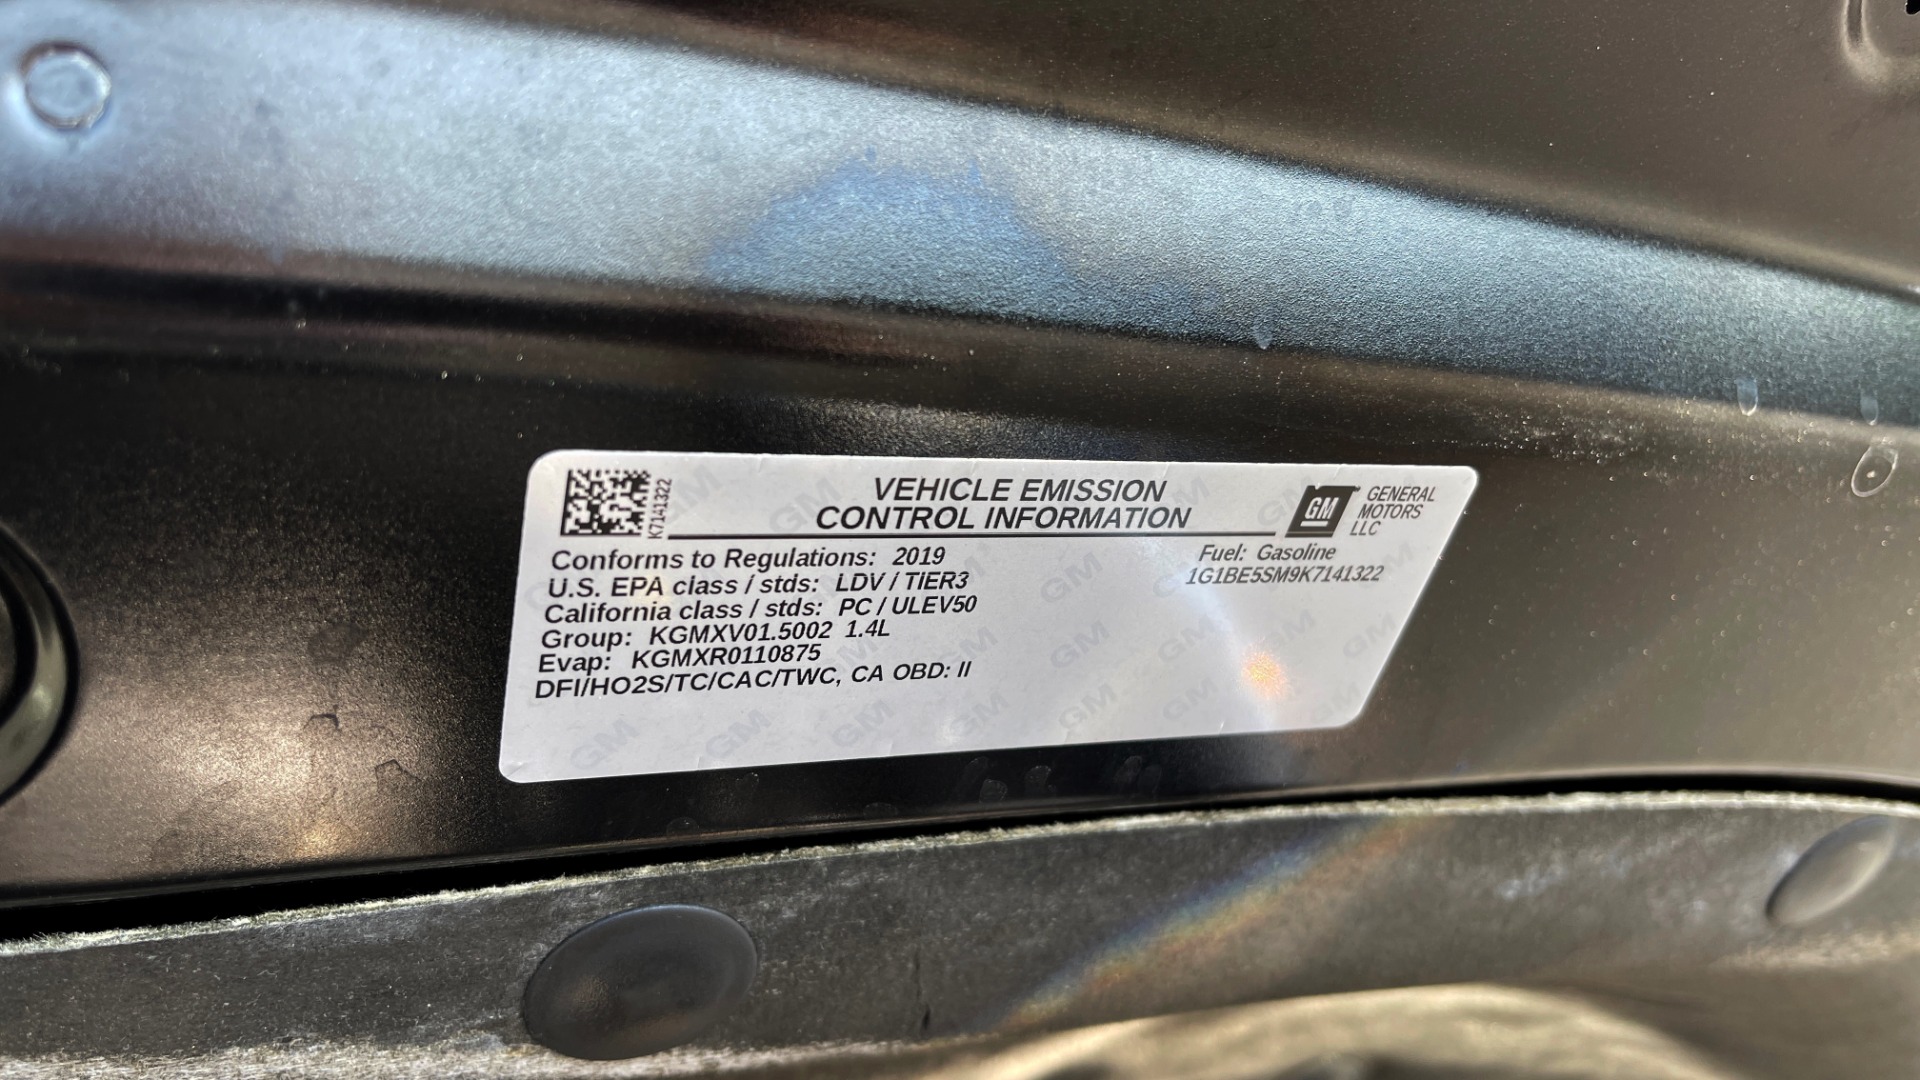 K7141322
VEHICLE EMISSION
CONTROL INFORMATION
GM
GENERAL
MOTORS
LLC
Conforms to Regulations: 2019
U.S. EPA class / stds: LDV / TIER3
California class / stds: PC / ULEV50
Group: KGMXV01.5002 1.4L
Evap: KGMXR0110875
DFI/HO2S/TC/CAC/TWC, CA OBD: II
Fuel: Gasoline
1G1BE5SM9K7141322